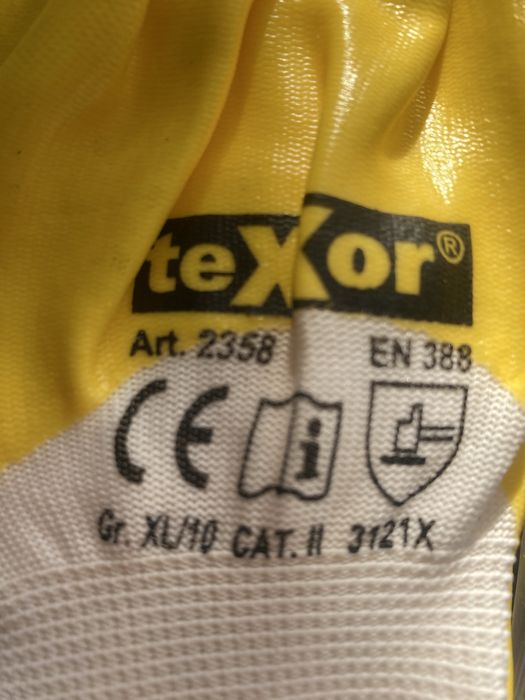 teXor®
Art. 2358 EN 388
CE i
Gr. XL/10 CAT. II 3121X